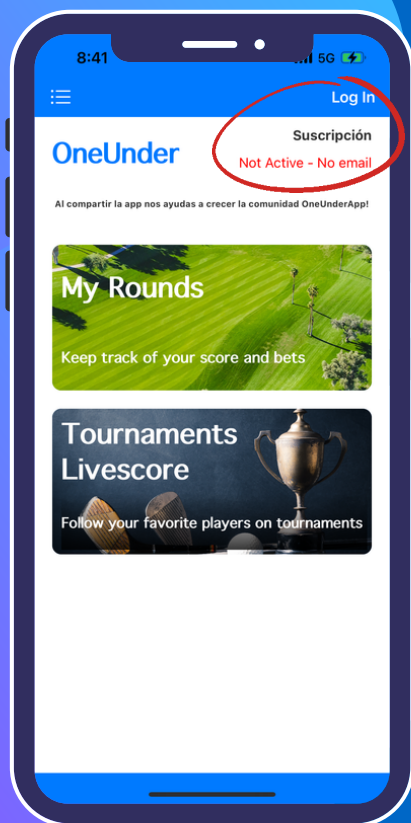 8:41
5G
Log In
Suscripción
OneUnder
Not Active - No email
Al compartir la app nos ayudas a crecer la comunidad OneUnderApp!
My Rounds
Keep track of your score and bets
Tournaments
Livescore
Follow your favorite players on tournaments